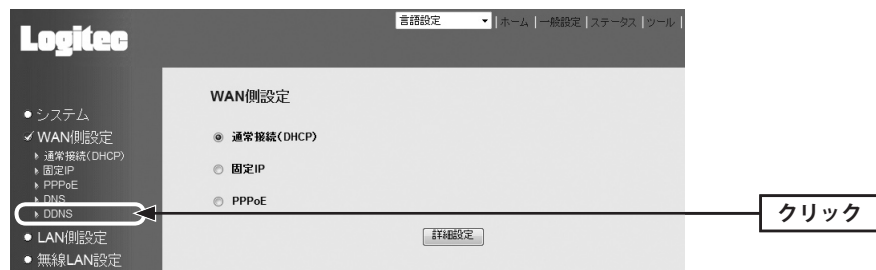 Logitec
言語設定 ホーム | 一般設定 | ステータス | ツール |
システム
WAN側設定
通常接続(DHCP)
固定IP
PPPoE
DNS
DDNS
LAN側設定
無線LAN設定
WAN側設定
通常接続(DHCP)
固定IP
PPPoE
詳細設定
クリック